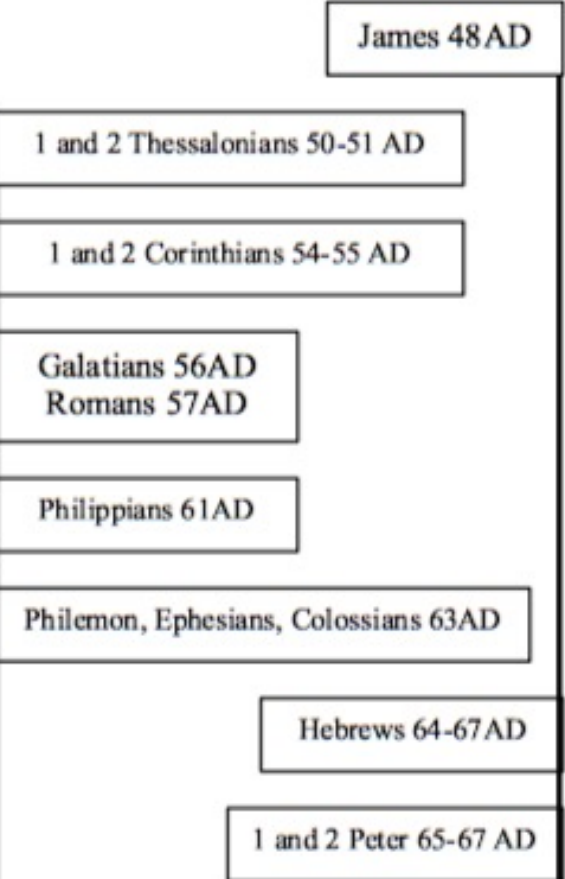 James 48AD
1 and 2 Thessalonians 50-51 AD
1 and 2 Corinthians 54-55 AD
Galatians 56AD
Romans 57AD
Philippians 61AD
Philemon, Ephesians, Colossians 63AD
Hebrews 64-67AD
1 and 2 Peter 65-67 AD